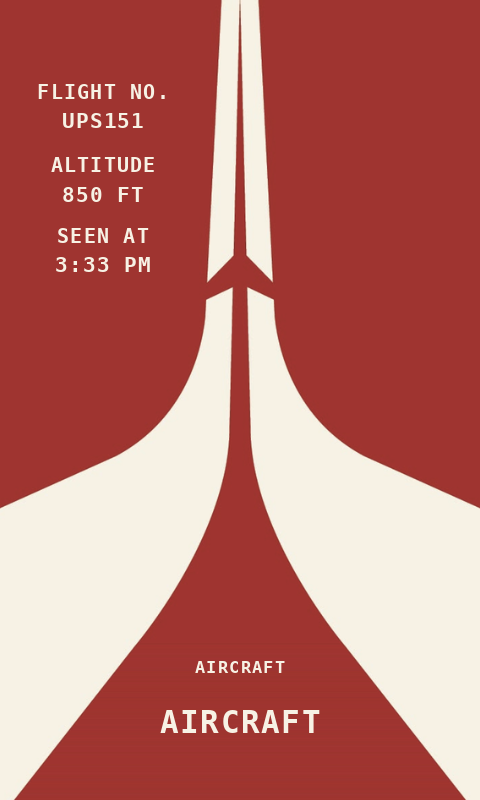 FLIGHT NO.
UPS151
ALTITUDE
850 FT
SEEN AT
3:33 PM
AIRCRAFT
AIRCRAFT